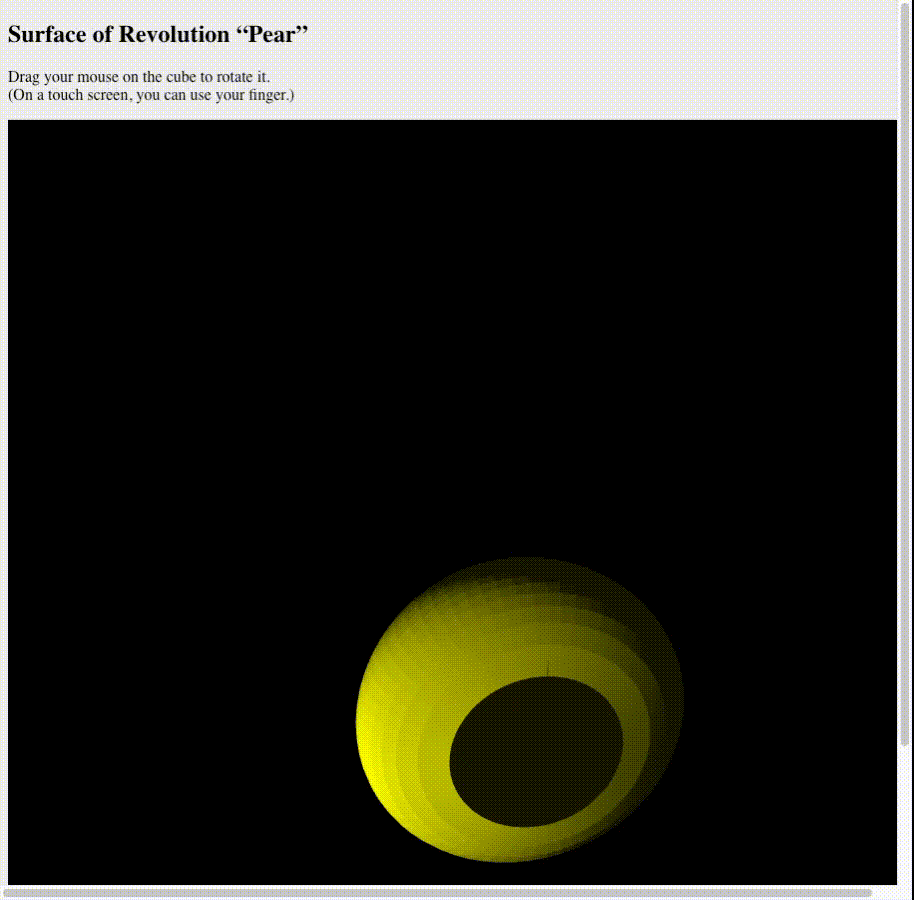 Surface of Revolution “Pear”
Drag your mouse on the cube to rotate it.
(On a touch screen, you can use your finger.)